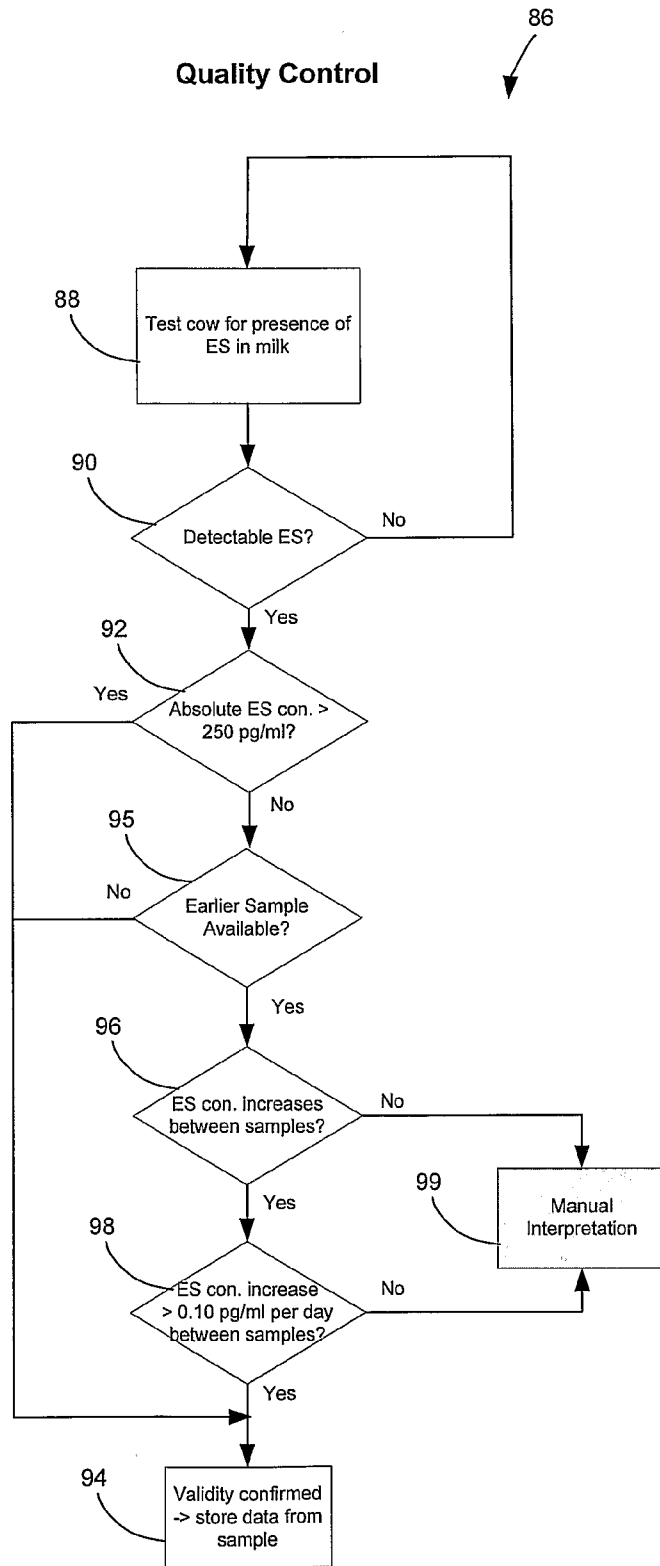 86
Quality Control
88
Test cow for presence of
ES in milk
90
Detectable ES?
No
Yes
92
Yes
Absolute ES con. >
250 pg/ml?
No
95
No
Earlier Sample
Available?
Yes
96
ES con. increases
between samples?
No
Yes
99
Manual
Interpretation
98
ES con. increase
> 0.10 pg/ml per day
between samples?
No
Yes
94
Validity confirmed
-> store data from
sample